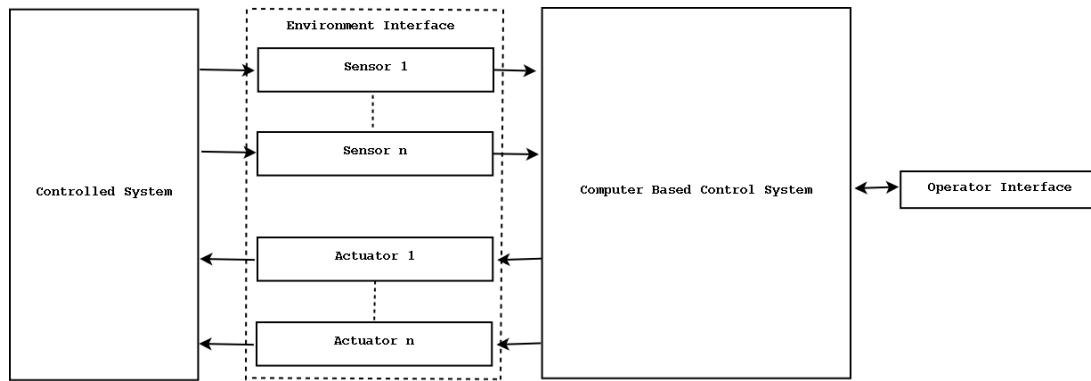 Environment Interface
Sensor 1
Sensor n
Controlled System
Computer Based Control System
Operator Interface
Actuator 1
Actuator n